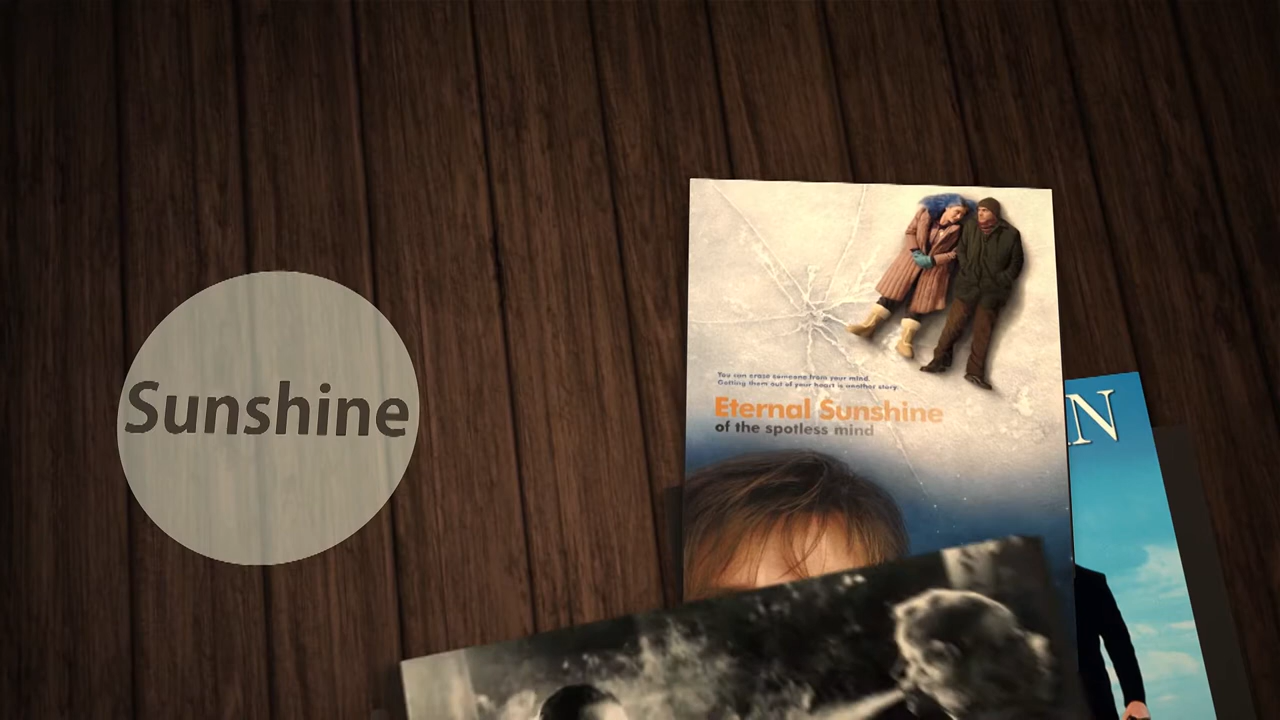 Sunshine
You can erase someone from your mind.
Getting them out of your heart is another story.
Eternal Sunshine
of the spotless mind
N